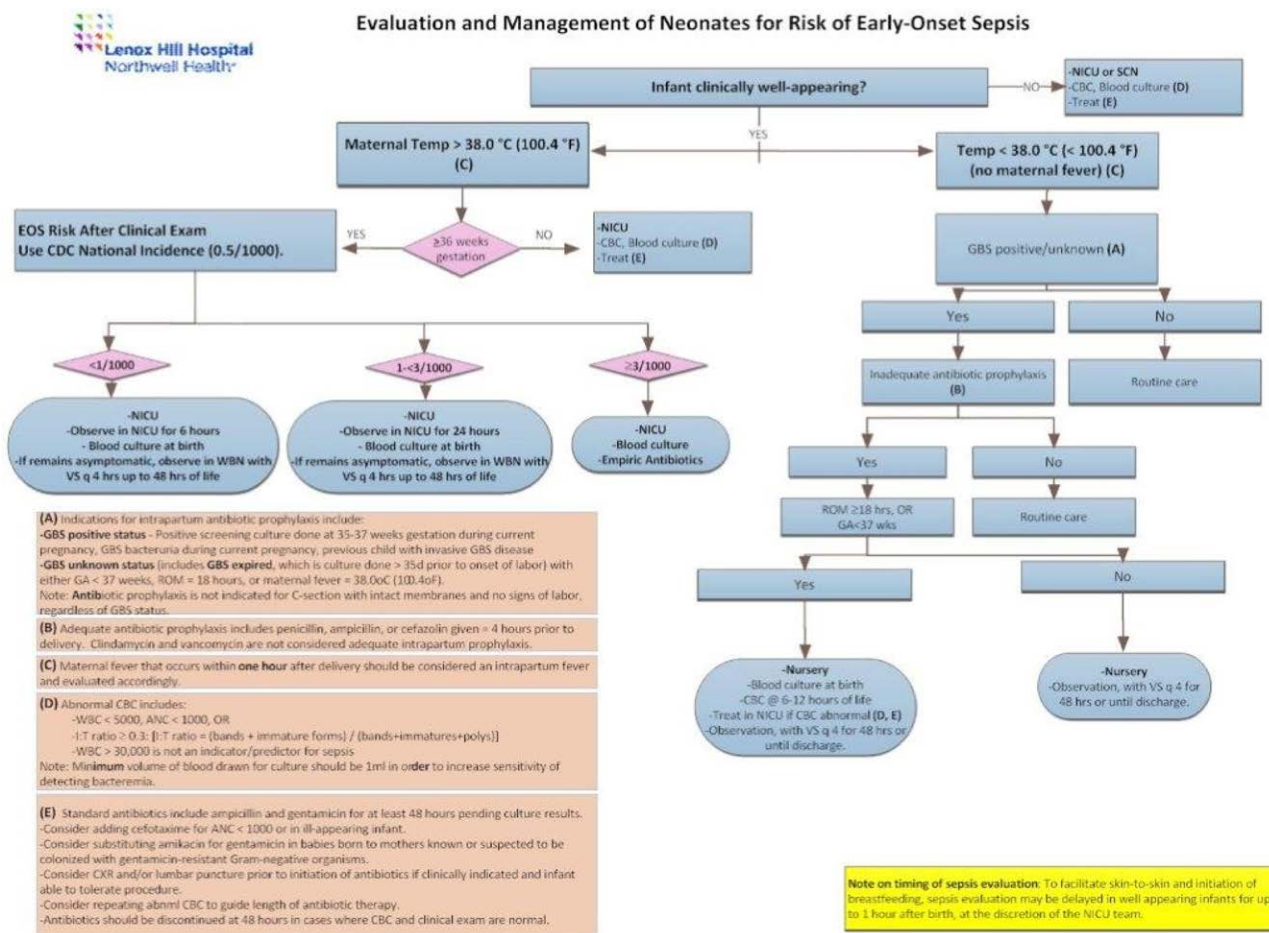 Evaluation and Management of Neonates for Risk of Early-Onset Sepsis
Lenox Hill Hospital
Northwell Health®
Infant clinically well-appearing?
NO
-NICU or SCN
-CBC, Blood culture (D)
-Treat (E)
YES
Maternal Temp > 38.0 °C (100.4 °F)
(C)
Temp < 38.0 °C (< 100.4 °F)
(no maternal fever) (C)
EOS Risk After Clinical Exam
Use CDC National Incidence (0.5/1000).
YES
≥36 weeks
gestation
NO
-NICU
-CBC, Blood culture (D)
-Treat (E)
GBS positive/unknown (A)
Yes
No
<1/1000
1-<3/1000
≥3/1000
Inadequate antibiotic prophylaxis
(B)
Routine care
-NICU
-Observe in NICU for 6 hours
- Blood culture at birth
-If remains asymptomatic, observe in WBN with
VS q 4 hrs up to 48 hrs of life
-NICU
-Observe in NICU for 24 hours
- Blood culture at birth
-If remains asymptomatic, observe in WBN with
VS q 4 hrs up to 48 hrs of life
-NICU
-Blood culture
-Empiric Antibiotics
Yes
No
ROM ≥18 hrs, OR
GA<37 wks
Routine care
Yes
No
-Nursery
-Blood culture at birth
-CBC @ 6-12 hours of life
-Treat in NICU if CBC abnormal (D, E)
-Observation, with VS q 4 for 48 hrs or
until discharge.
-Nursery
-Observation, with VS q 4 for
48 hrs or until discharge.
(A) Indications for intrapartum antibiotic prophylaxis include:
-GBS positive status - Positive screening culture done at 35-37 weeks gestation during current
pregnancy, GBS bacteruria during current pregnancy, previous child with invasive GBS disease
-GBS unknown status (includes GBS expired, which is culture done > 35d prior to onset of labor) with
either GA < 37 weeks, ROM = 18 hours, or maternal fever = 38.0oC (100.4oF).
Note: Antibiotic prophylaxis is not indicated for C-section with intact membranes and no signs of labor,
regardless of GBS status.
(B) Adequate antibiotic prophylaxis includes penicillin, ampicillin, or cefazolin given = 4 hours prior to
delivery. Clindamycin and vancomycin are not considered adequate intrapartum prophylaxis.
(C) Maternal fever that occurs within one hour after delivery should be considered an intrapartum fever
and evaluated accordingly.
(D) Abnormal CBC includes:
-WBC < 5000, ANC < 1000, OR
-I:T ratio ≥ 0.3: [I:T ratio = (bands + immature forms) / (bands+immatures+polys)]
-WBC > 30,000 is not an indicator/predictor for sepsis
Note: Minimum volume of blood drawn for culture should be 1ml in order to increase sensitivity of
detecting bacteremia.
(E) Standard antibiotics include ampicillin and gentamicin for at least 48 hours pending culture results.
-Consider adding cefotaxime for ANC < 1000 or in ill-appearing infant.
-Consider substituting amikacin for gentamicin in babies born to mothers known or suspected to be
colonized with gentamicin-resistant Gram-negative organisms.
-Consider CXR and/or lumbar puncture prior to initiation of antibiotics if clinically indicated and infant
able to tolerate procedure.
-Consider repeating abnml CBC to guide length of antibiotic therapy.
-Antibiotics should be discontinued at 48 hours in cases where CBC and clinical exam are normal.
Note on timing of sepsis evaluation: To facilitate skin-to-skin and initiation of
breastfeeding, sepsis evaluation may be delayed in well appearing infants for up
to 1 hour after birth, at the discretion of the NICU team.